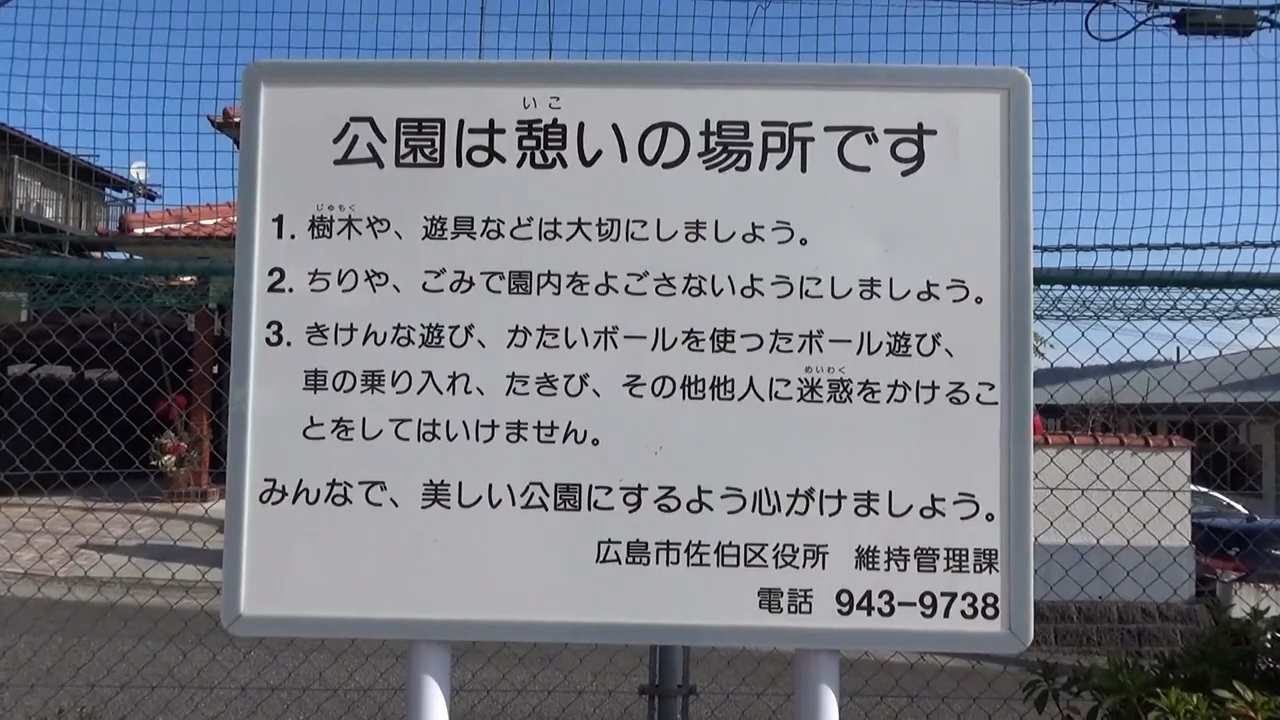 いこ
公園は憩いの場所です
じゅもく
1. 樹木や、遊具などは大切にしましょう。
2. ちりや、ごみで園内をよごさないようにしましょう。
3. きけんな遊び、かたいボールを使ったボール遊び、
めいわく
車の乗り入れ、たきび、その他他人に迷惑をかけるこ
とをしてはいけません。
みんなで、美しい公園にするよう心がけましょう。
広島市佐伯区役所 維持管理課
電話 943-9738